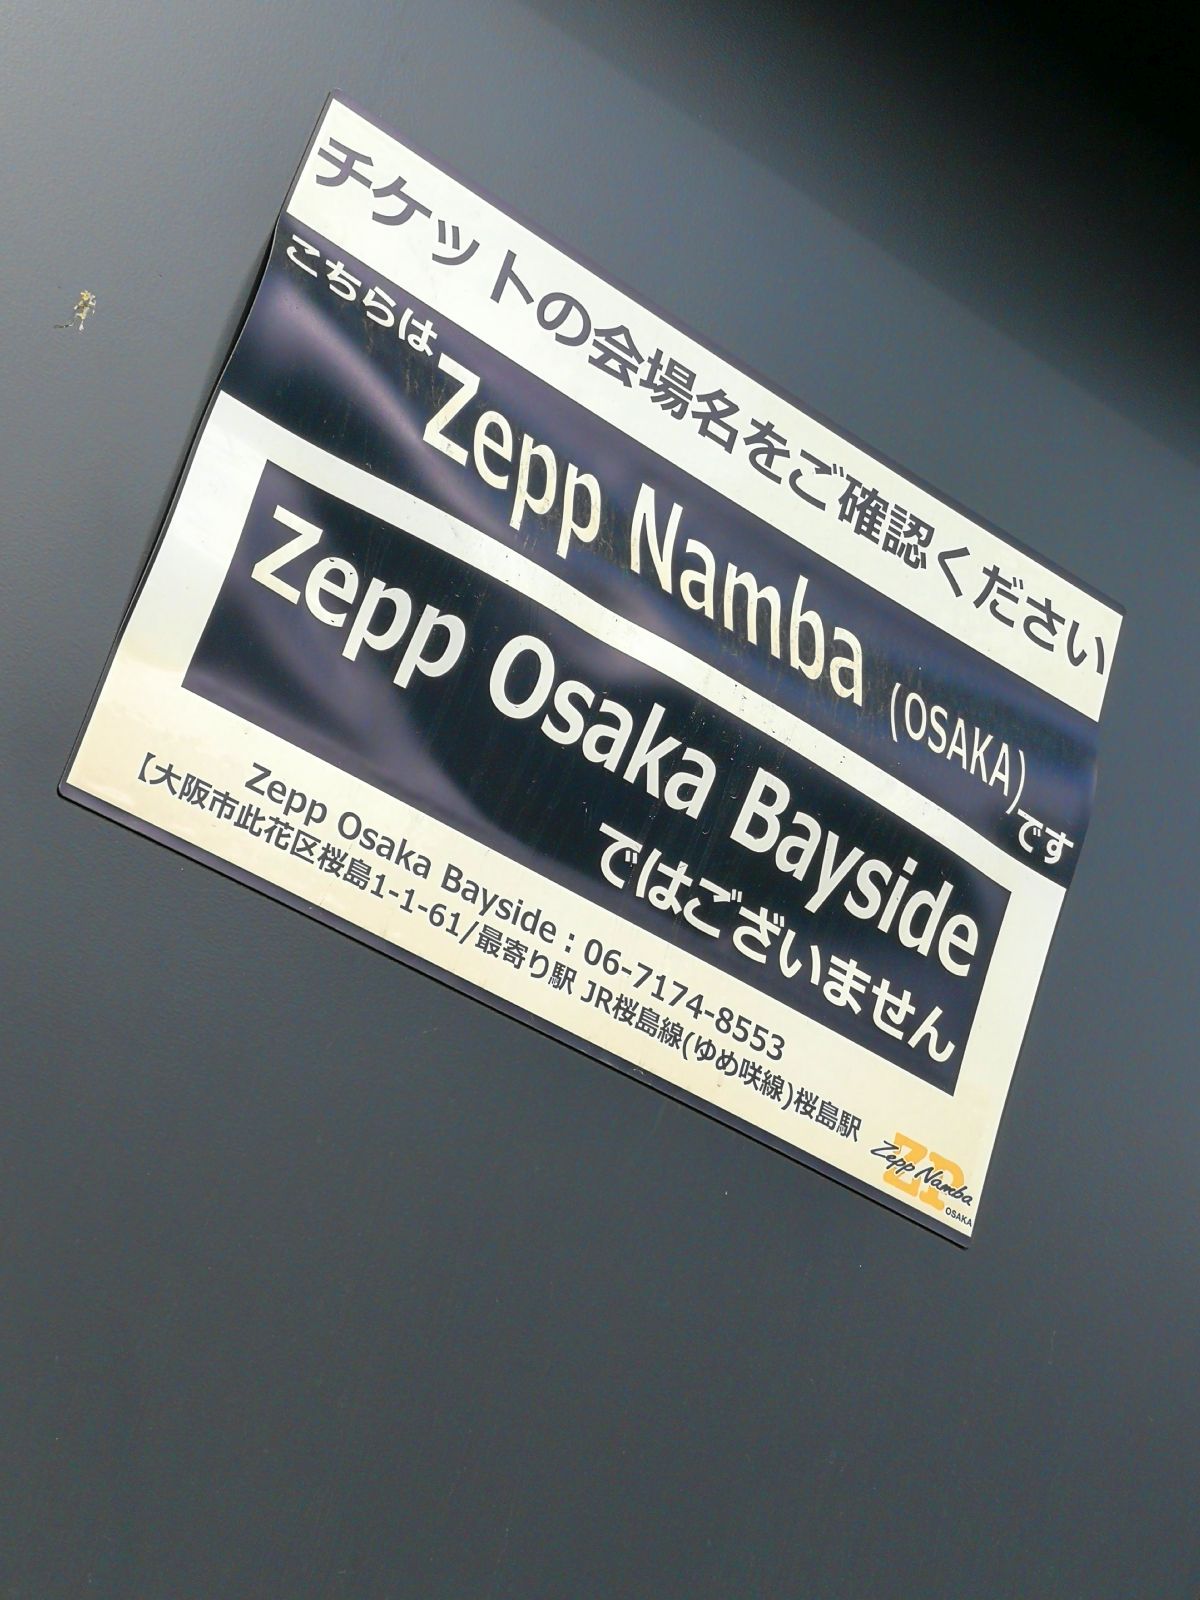 チケットの会場名をご確認ください
こちらは Zepp Namba (OSAKA) です
Zepp Osaka Bayside
ではございません
Zepp Osaka Bayside : 06-7174-8553
【大阪市此花区桜島1-1-61/最寄り駅 JR桜島線(ゆめ咲線)桜島駅
ZP
Zepp Namba
OSAKA